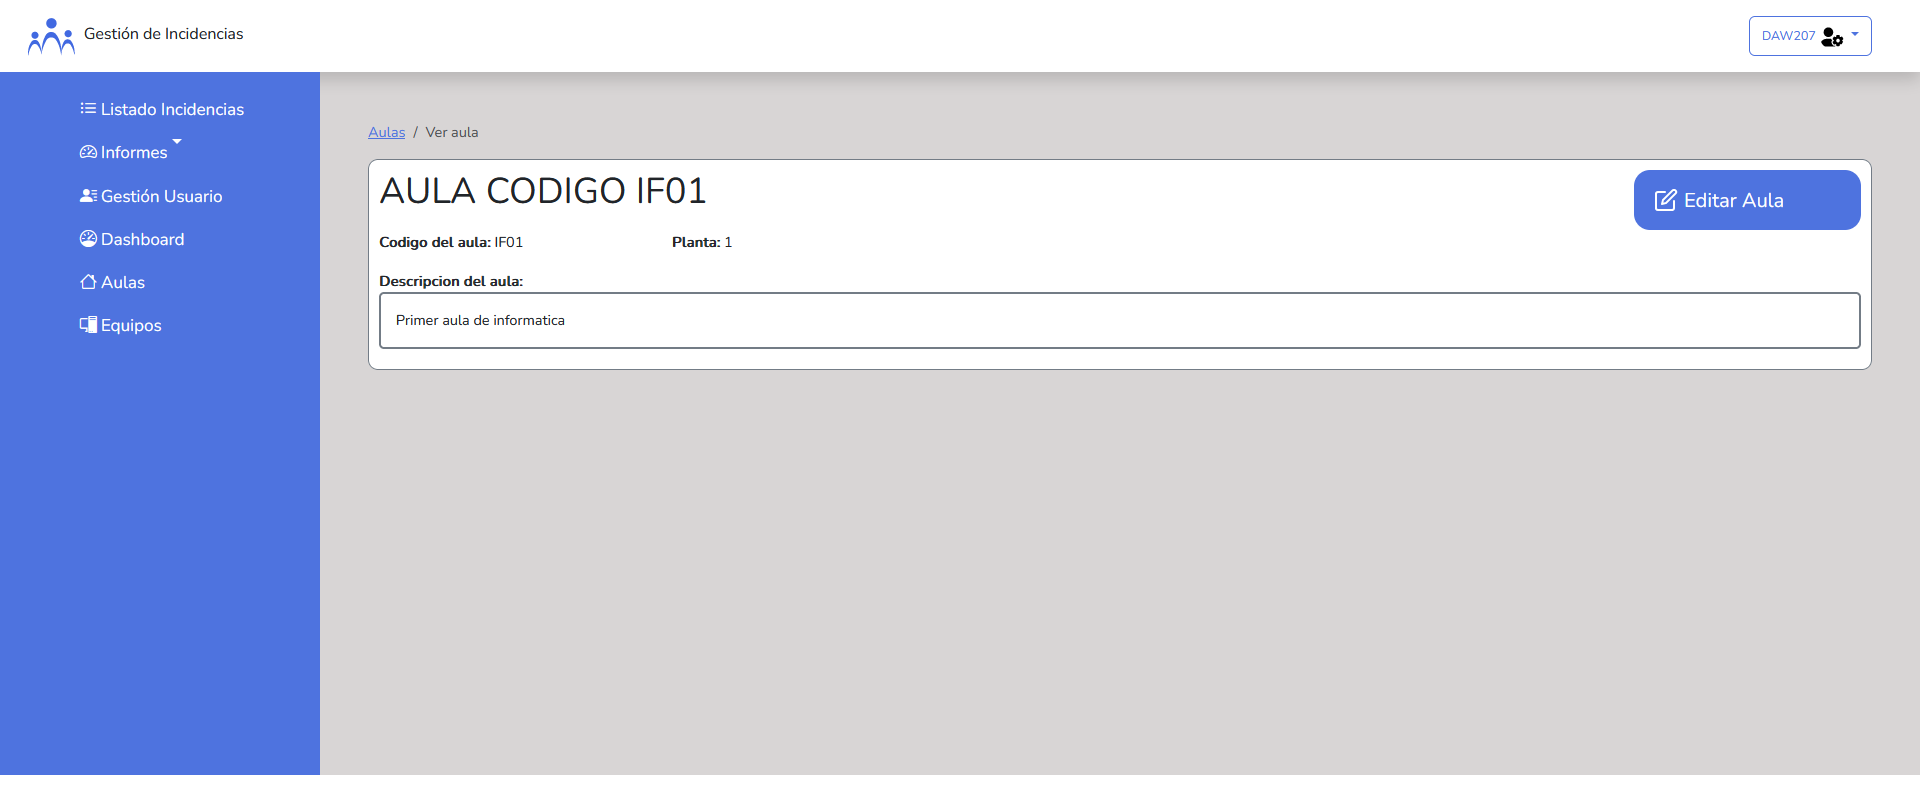 Gestión de Incidencias
DAW207
Listado Incidencias
Informes
Gestión Usuario
Dashboard
Aulas
Equipos
Aulas / Ver aula
AULA CODIGO IF01
Editar Aula
Codigo del aula: IF01 Planta: 1
Descripcion del aula:
Primer aula de informatica